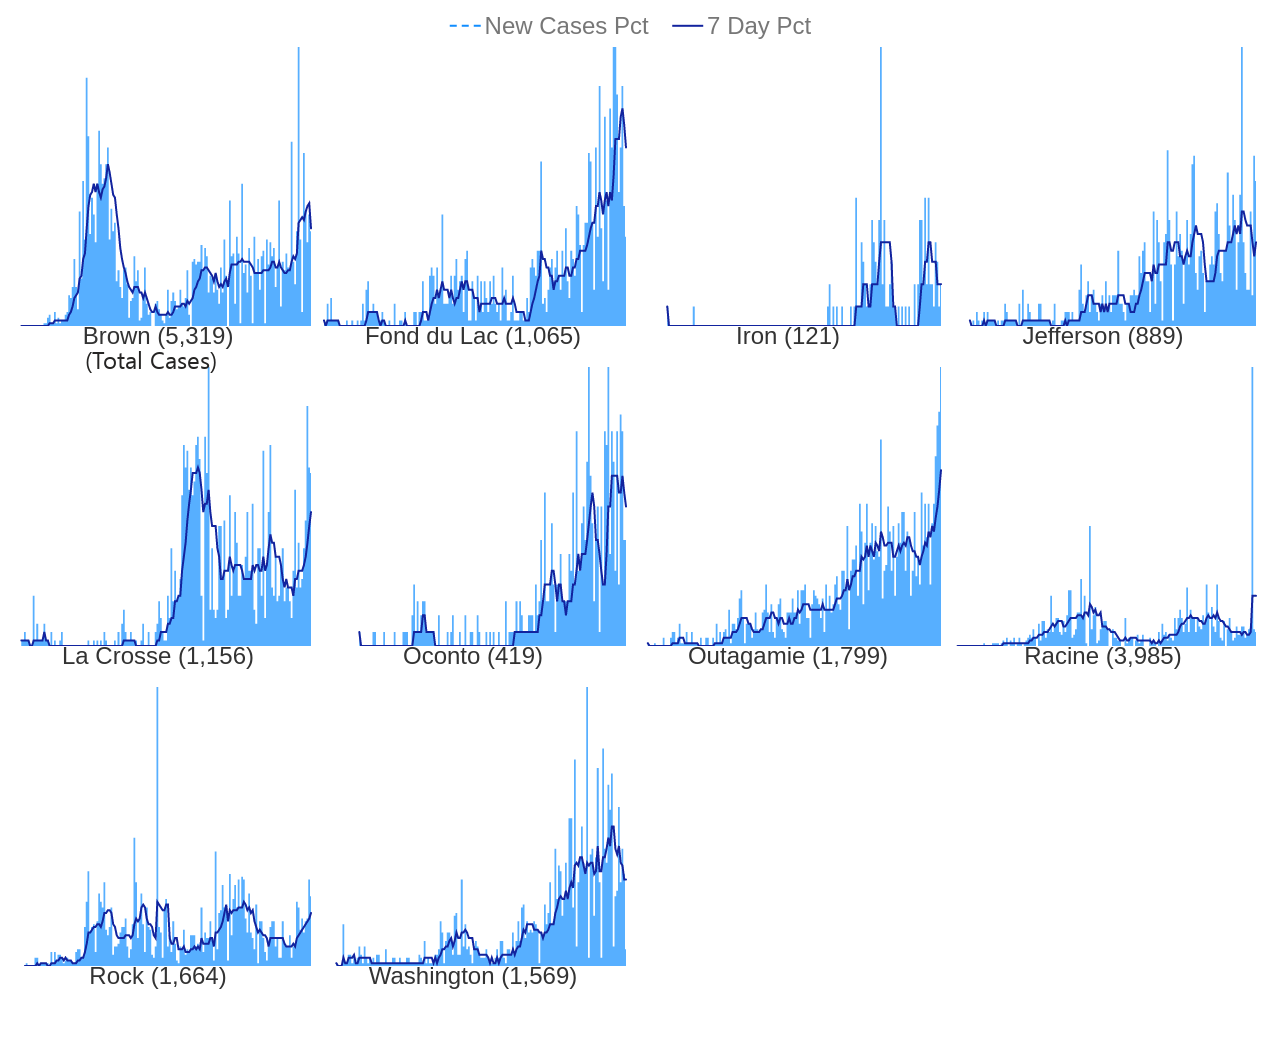 New Cases Pct 7 Day Pct
Brown (5,319) Fond du Lac (1,065) Iron (121) Jefferson (889)
(Total Cases)
La Crosse (1,156) Oconto (419) Outagamie (1,799) Racine (3,985)
Rock (1,664) Washington (1,569)